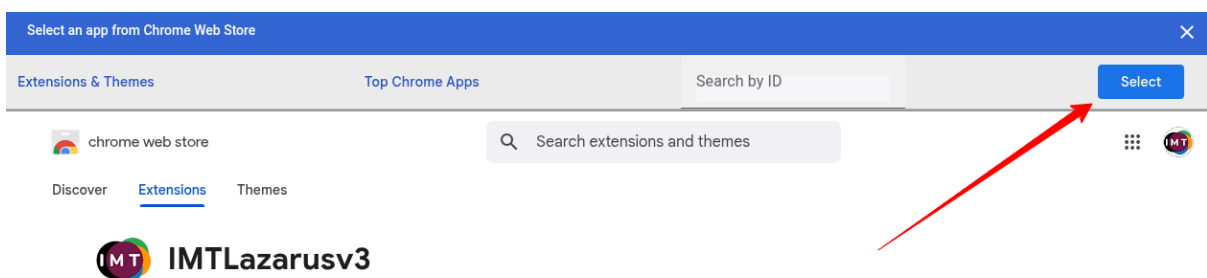 Select an app from Chrome Web Store
Extensions & Themes
Top Chrome Apps
Search by ID
Select
chrome web store
Search extensions and themes
IMT
Discover
Extensions
Themes
IMT
IMTLazarusv3